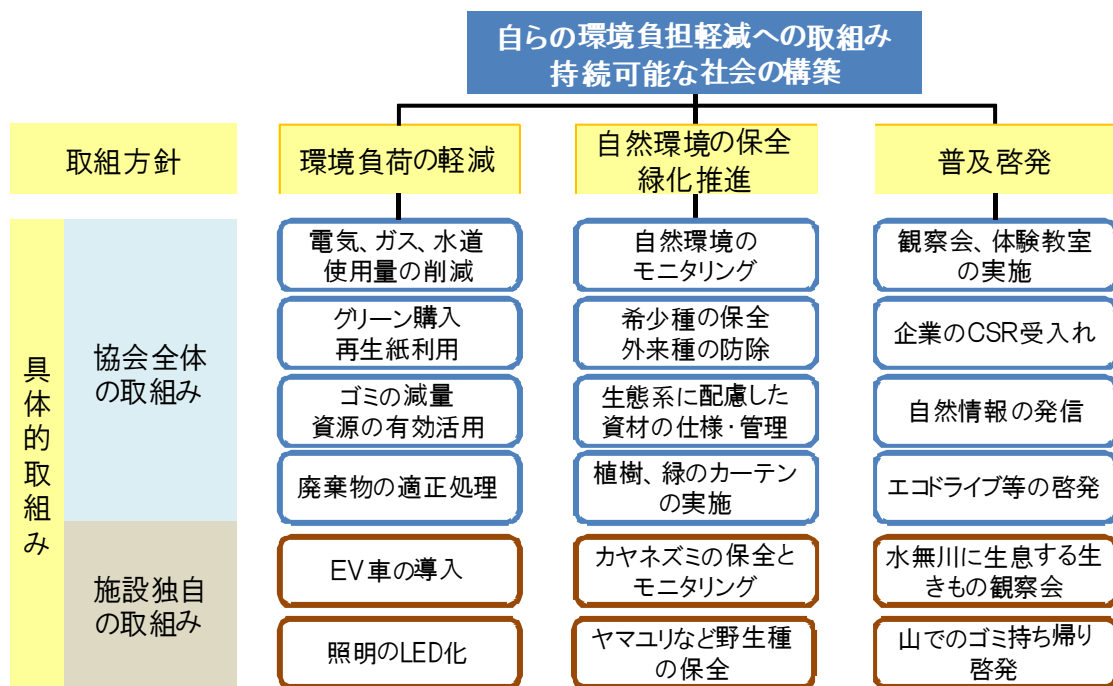 自らの環境負担軽減への取組み
持続可能な社会の構築
取組方針
環境負荷の軽減
自然環境の保全
緑化推進
普及啓発
具体的取組み
協会全体
の取組み
電気、ガス、水道
使用量の削減
自然環境の
モニタリング
観察会、体験教室
の実施
グリーン購入
再生紙利用
希少種の保全
外来種の防除
企業のCSR受入れ
ゴミの減量
資源の有効活用
生態系に配慮した
資材の仕様・管理
自然情報の発信
廃棄物の適正処理
植樹、緑のカーテン
の実施
エコドライブ等の啓発
施設独自
の取組み
EV車の導入
カヤネズミの保全と
モニタリング
水無川に生息する生
きもの観察会
照明のLED化
ヤマユリなど野生種
の保全
山でのゴミ持ち帰り
啓発